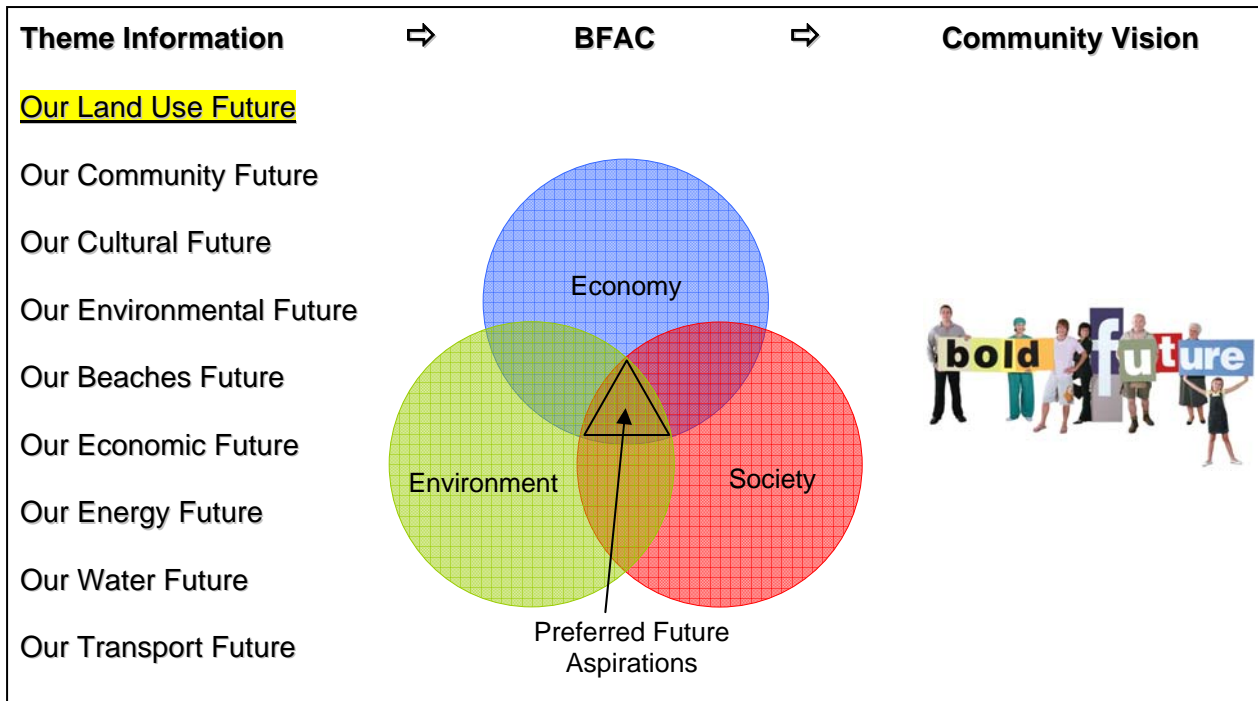 Theme Information ⇨ BFAC ⇨ Community Vision
Our Land Use Future
Our Community Future
Our Cultural Future
Our Environmental Future
Our Beaches Future
Our Economic Future
Our Energy Future
Our Water Future
Our Transport Future
Economy
Environment
Society
Preferred Future
Aspirations
bold future